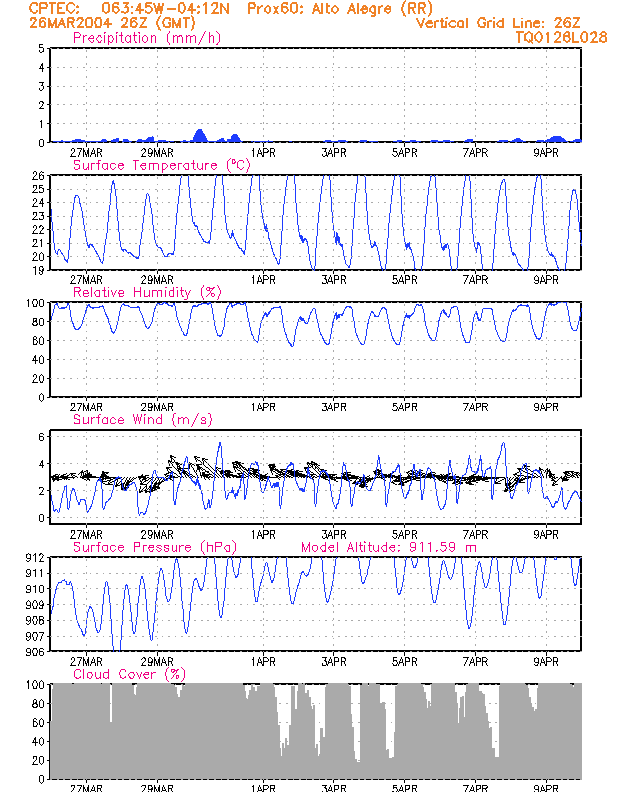 CPTEC: 063:45W-04:12N Prox60: Alto Alegre (RR)
26MAR2004 26Z (GMT) Vertical Grid Line: 26Z
Precipitation (mm/h) TQ0126L028
5
4
3
2
1
0
27MAR 29MAR 1APR 3APR 5APR 7APR 9APR
Surface Temperature (ºC)
26
25
24
23
22
21
20
19
27MAR 29MAR 1APR 3APR 5APR 7APR 9APR
Relative Humidity (%)
100
80
60
40
20
0
27MAR 29MAR 1APR 3APR 5APR 7APR 9APR
Surface Wind (m/s)
6
4
2
0
27MAR 29MAR 1APR 3APR 5APR 7APR 9APR
Surface Pressure (hPa) Model Altitude: 911.59 m
912
911
910
909
908
907
906
27MAR 29MAR 1APR 3APR 5APR 7APR 9APR
Cloud Cover (%)
100
80
60
40
20
0
27MAR 29MAR 1APR 3APR 5APR 7APR 9APR